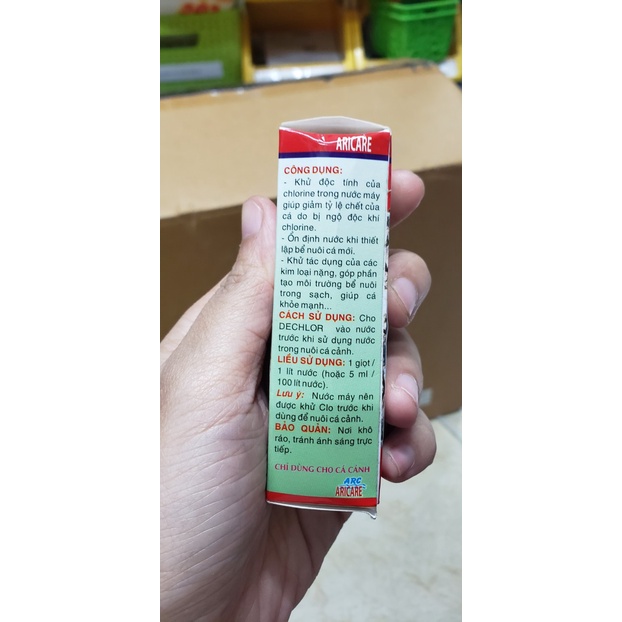 ARICARE
CÔNG DỤNG:
- Khử độc tính của
chlorine trong nước máy
giúp giảm tỷ lệ chết của
cá do bị ngộ độc khí
chlorine.
- Ổn định nước khi thiết
lập bể nuôi cá mới.
- Khử tác dụng của các
kim loại nặng, góp phần
tạo môi trường bể nuôi
trong sạch, giúp cá
khỏe mạnh...
CÁCH SỬ DỤNG: Cho
DECHLOR vào nước
trước khi sử dụng nước
trong nuôi cá cảnh.
LIỀU SỬ DỤNG: 1 giọt /
1 lít nước (hoặc 5 ml /
100 lít nước).
Lưu ý: Nước máy nên
được khử Clo trước khi
dùng để nuôi cá cảnh.
BẢO QUẢN: Nơi khô
ráo, tránh ánh sáng trực
tiếp.
CHỈ DÙNG CHO CÁ CẢNH
ARC
ARICARE